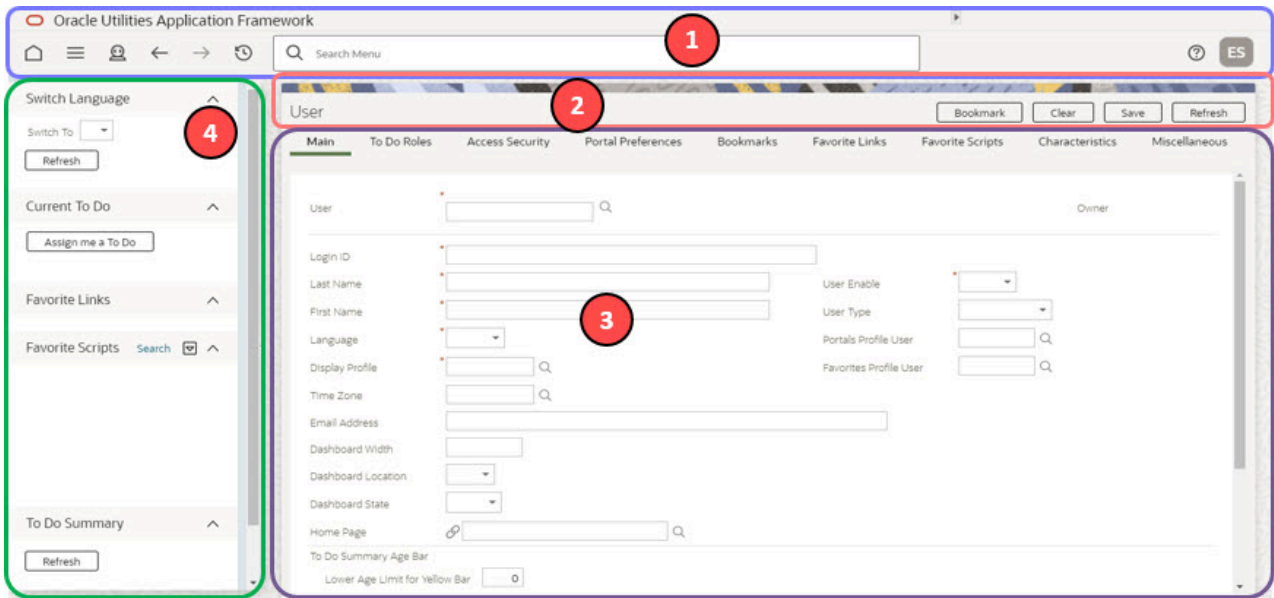 Oracle Utilities Application Framework
Search Menu
1
ES
Switch Language
4
Switch To
Refresh
Current To Do
Assign me a To Do
Favorite Links
Favorite Scripts Search
To Do Summary
Refresh
User
2
Bookmark Clear Save Refresh
Main To Do Roles Access Security Portal Preferences Bookmarks Favorite Links Favorite Scripts Characteristics Miscellaneous
* User Owner
* Login ID
* Last Name * User Enable
* First Name User Type
3
* Language Portals Profile User
* Display Profile Favorites Profile User
Time Zone
Email Address
Dashboard Width
Dashboard Location
Dashboard State
Home Page
To Do Summary Age Bar
Lower Age Limit for Yellow Bar 0